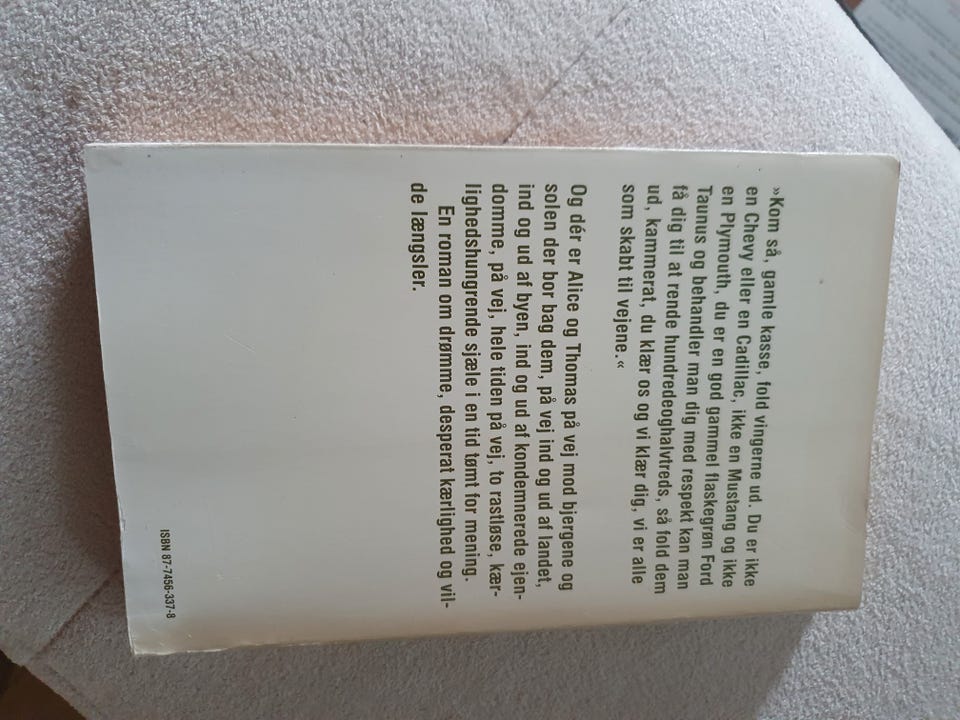 »Kom så, gamle kasse, fold vingerne ud. Du er ikke
en Chevy eller en Cadillac, ikke en Mustang og ikke
en Plymouth, du er en god gammel flaskegrøn Ford
Taunus og behandler man dig med respekt kan man
få dig til at rende hundredeoghalvtreds, så fold dem
ud, kammerat, du klær os og vi klær dig, vi er alle
som skabt til vejene.«
Og dér er Alice og Thomas på vej mod bjergene og
solen der bor bag dem, på vej ind og ud af landet,
ind og ud af byen, ind og ud af kondemnerede ejen-
domme, på vej, hele tiden på vej, to rastløse, kær-
lighedshungrende sjæle i en tid tømt for mening.
En roman om drømme, desperat kærlighed og vil-
de længsler.
ISBN 87-7456-337-8